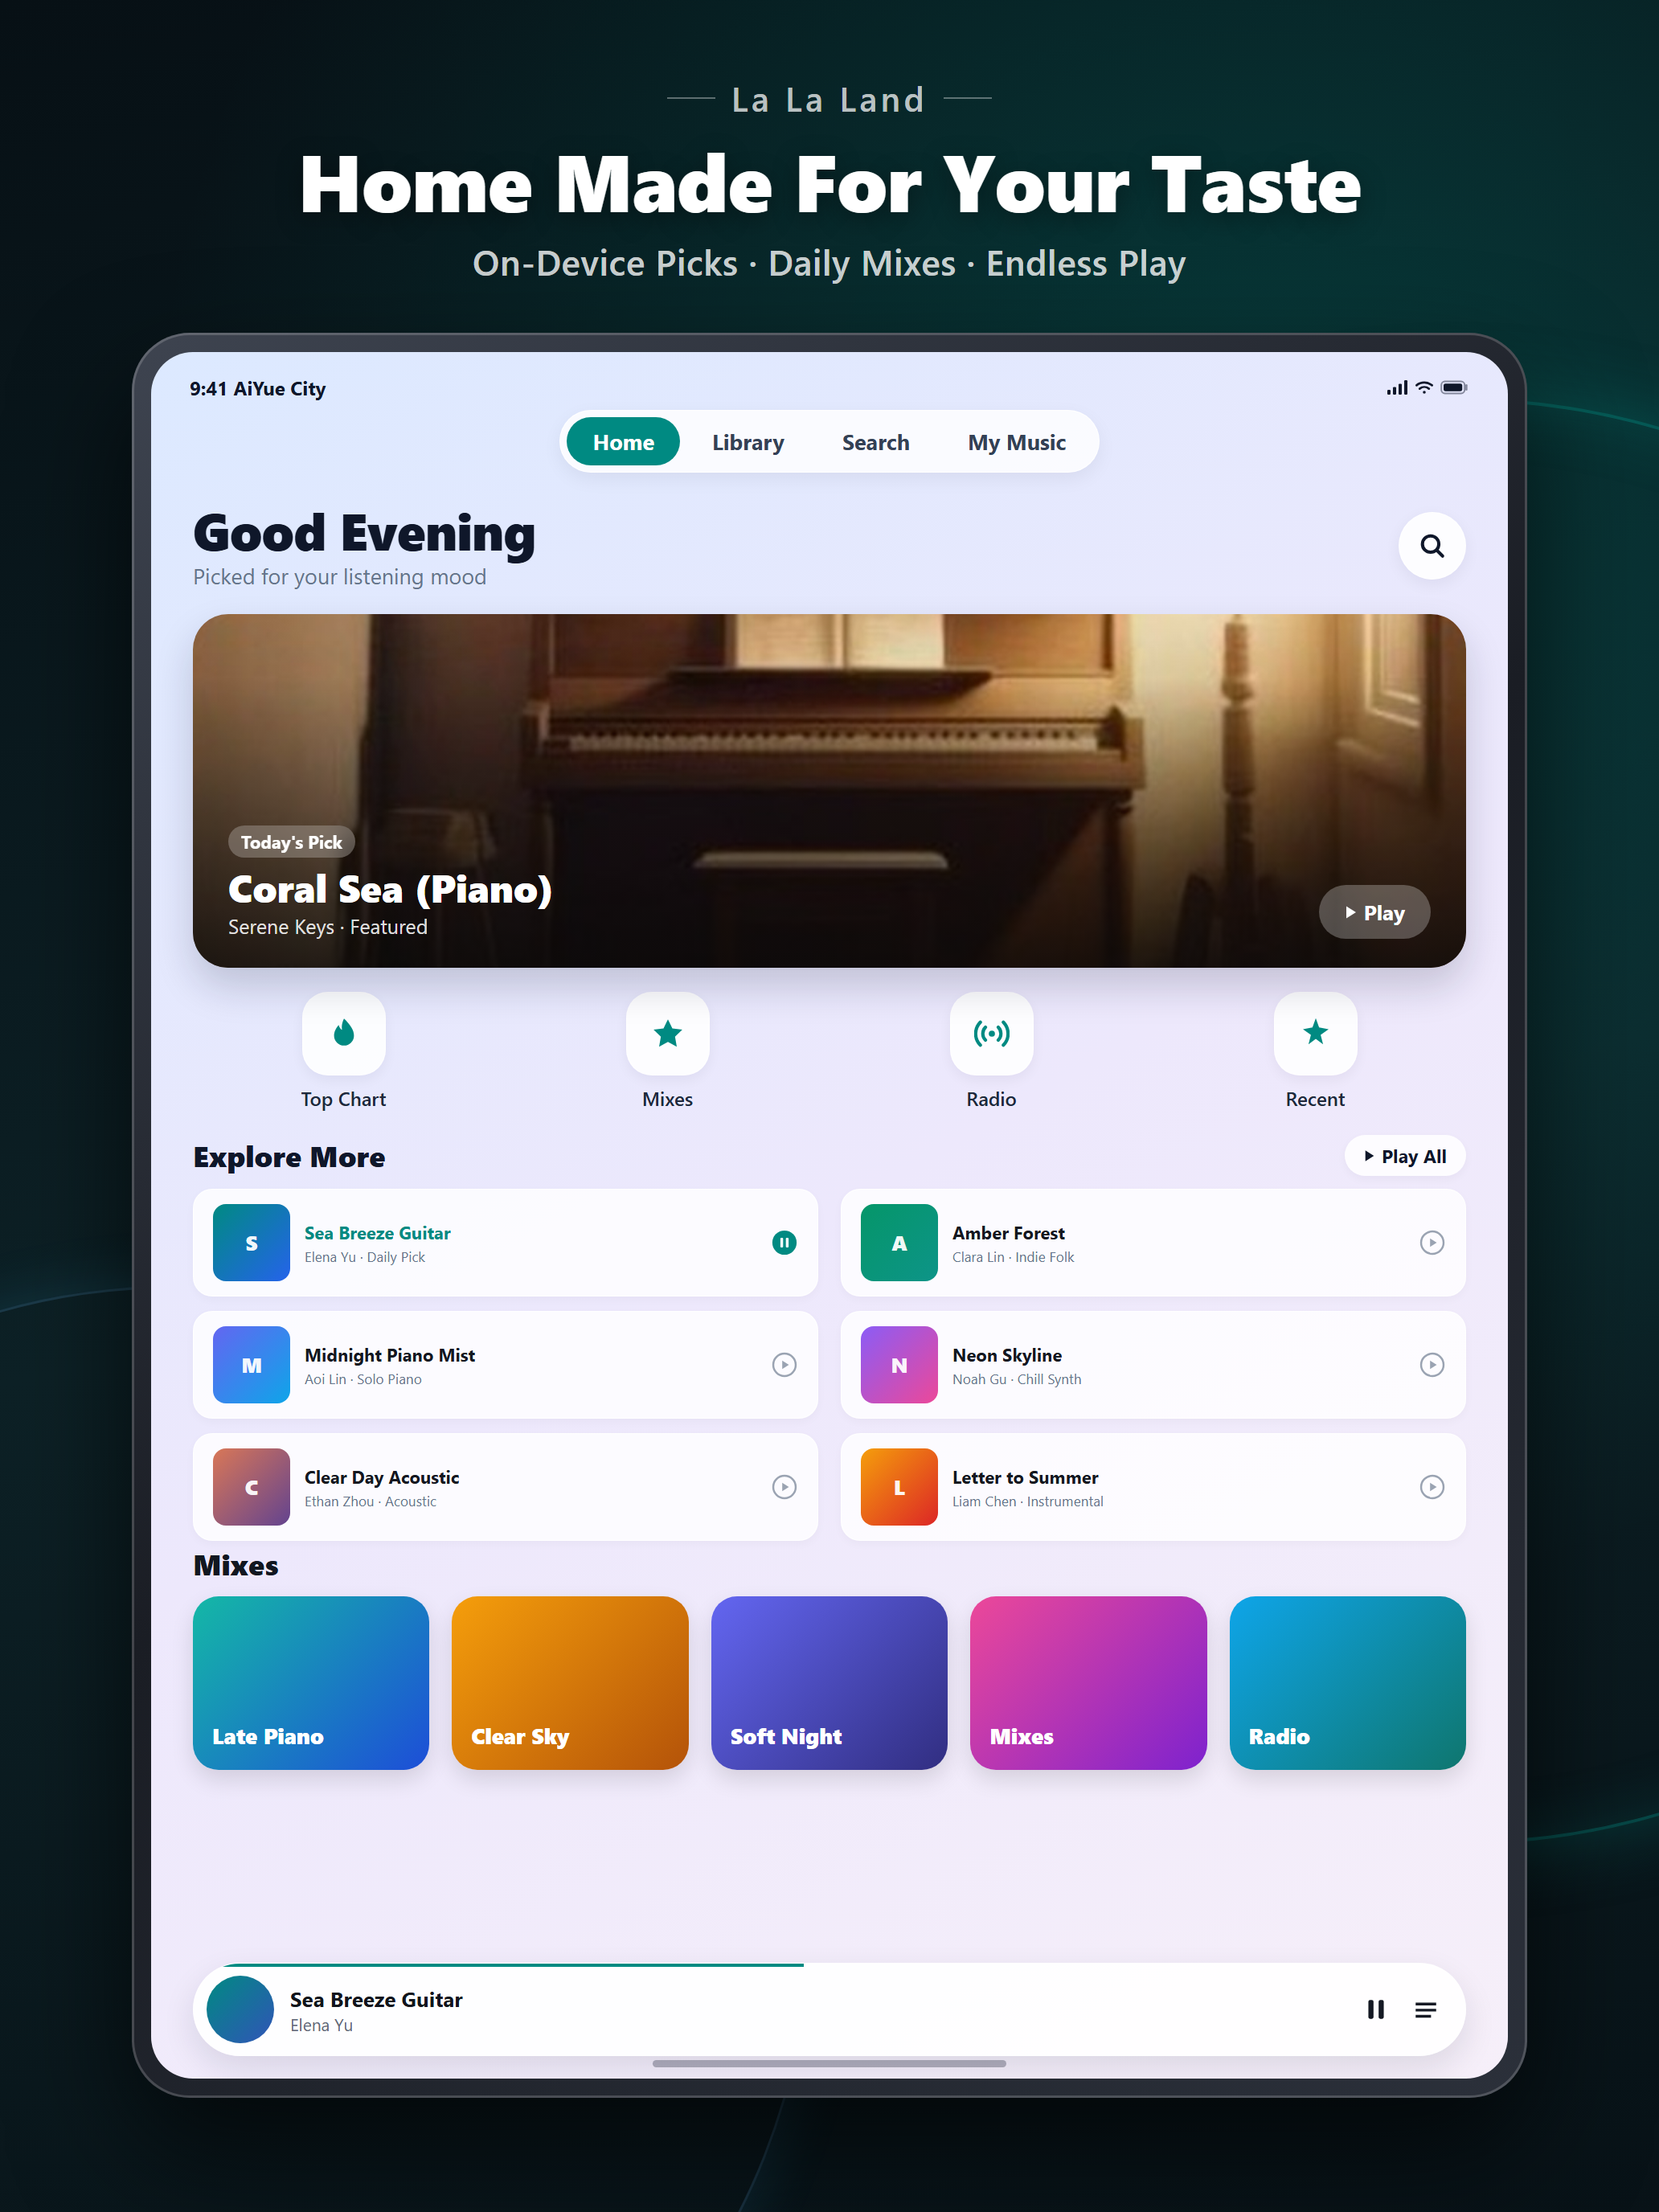 La La Land
Home Made For Your Taste
On-Device Picks · Daily Mixes · Endless Play
9:41 AiYue City
Home Library Search My Music
Good Evening
Picked for your listening mood
Today's Pick
Coral Sea (Piano)
Serene Keys · Featured
Play
Top Chart Mixes Radio Recent
Explore More
Play All
S
Sea Breeze Guitar
Elena Yu · Daily Pick
A
Amber Forest
Clara Lin · Indie Folk
M
Midnight Piano Mist
Aoi Lin · Solo Piano
N
Neon Skyline
Noah Gu · Chill Synth
C
Clear Day Acoustic
Ethan Zhou · Acoustic
L
Letter to Summer
Liam Chen · Instrumental
Mixes
Late Piano
Clear Sky
Soft Night
Mixes
Radio
Sea Breeze Guitar
Elena Yu